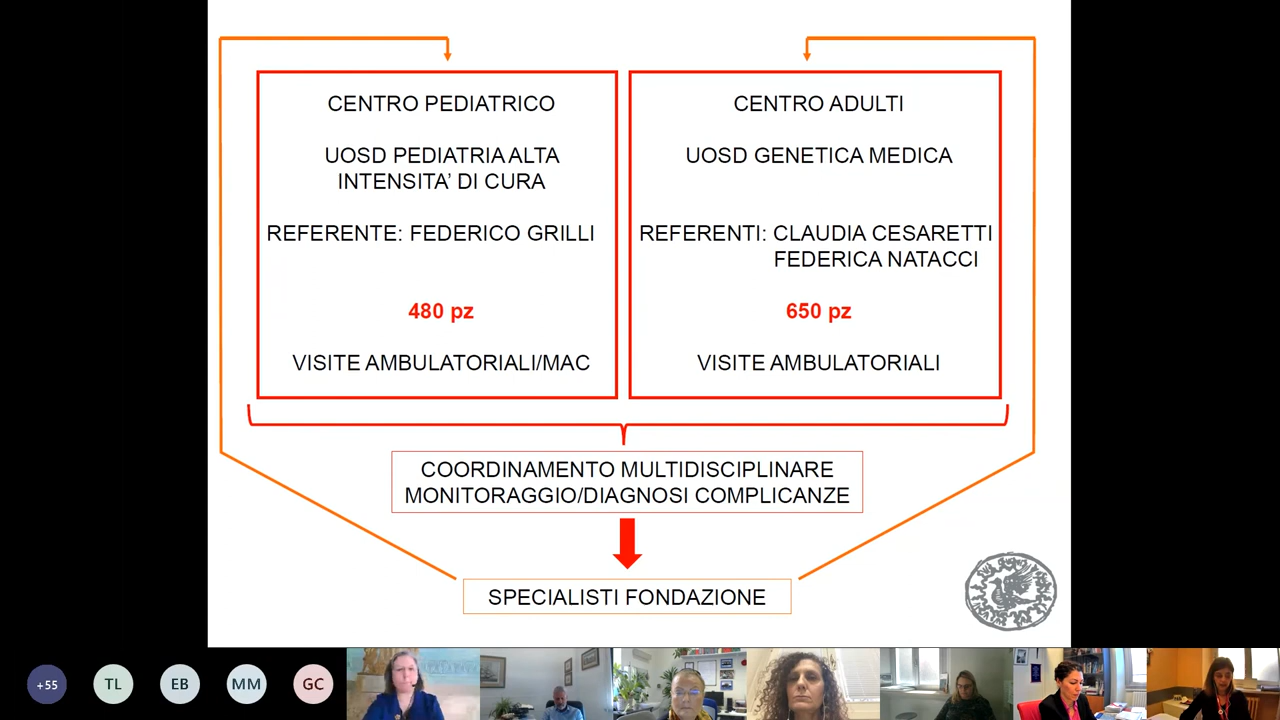 CENTRO PEDIATRICO
UOSD PEDIATRIA ALTA
INTENSITA’ DI CURA
REFERENTE: FEDERICO GRILLI
480 pz
VISITE AMBULATORIALI/MAC
CENTRO ADULTI
UOSD GENETICA MEDICA
REFERENTI: CLAUDIA CESARETTI
FEDERICA NATACCI
650 pz
VISITE AMBULATORIALI
COORDINAMENTO MULTIDISCIPLINARE
MONITORAGGIO/DIAGNOSI COMPLICANZE
SPECIALISTI FONDAZIONE
+55
TL
EB
MM
GC